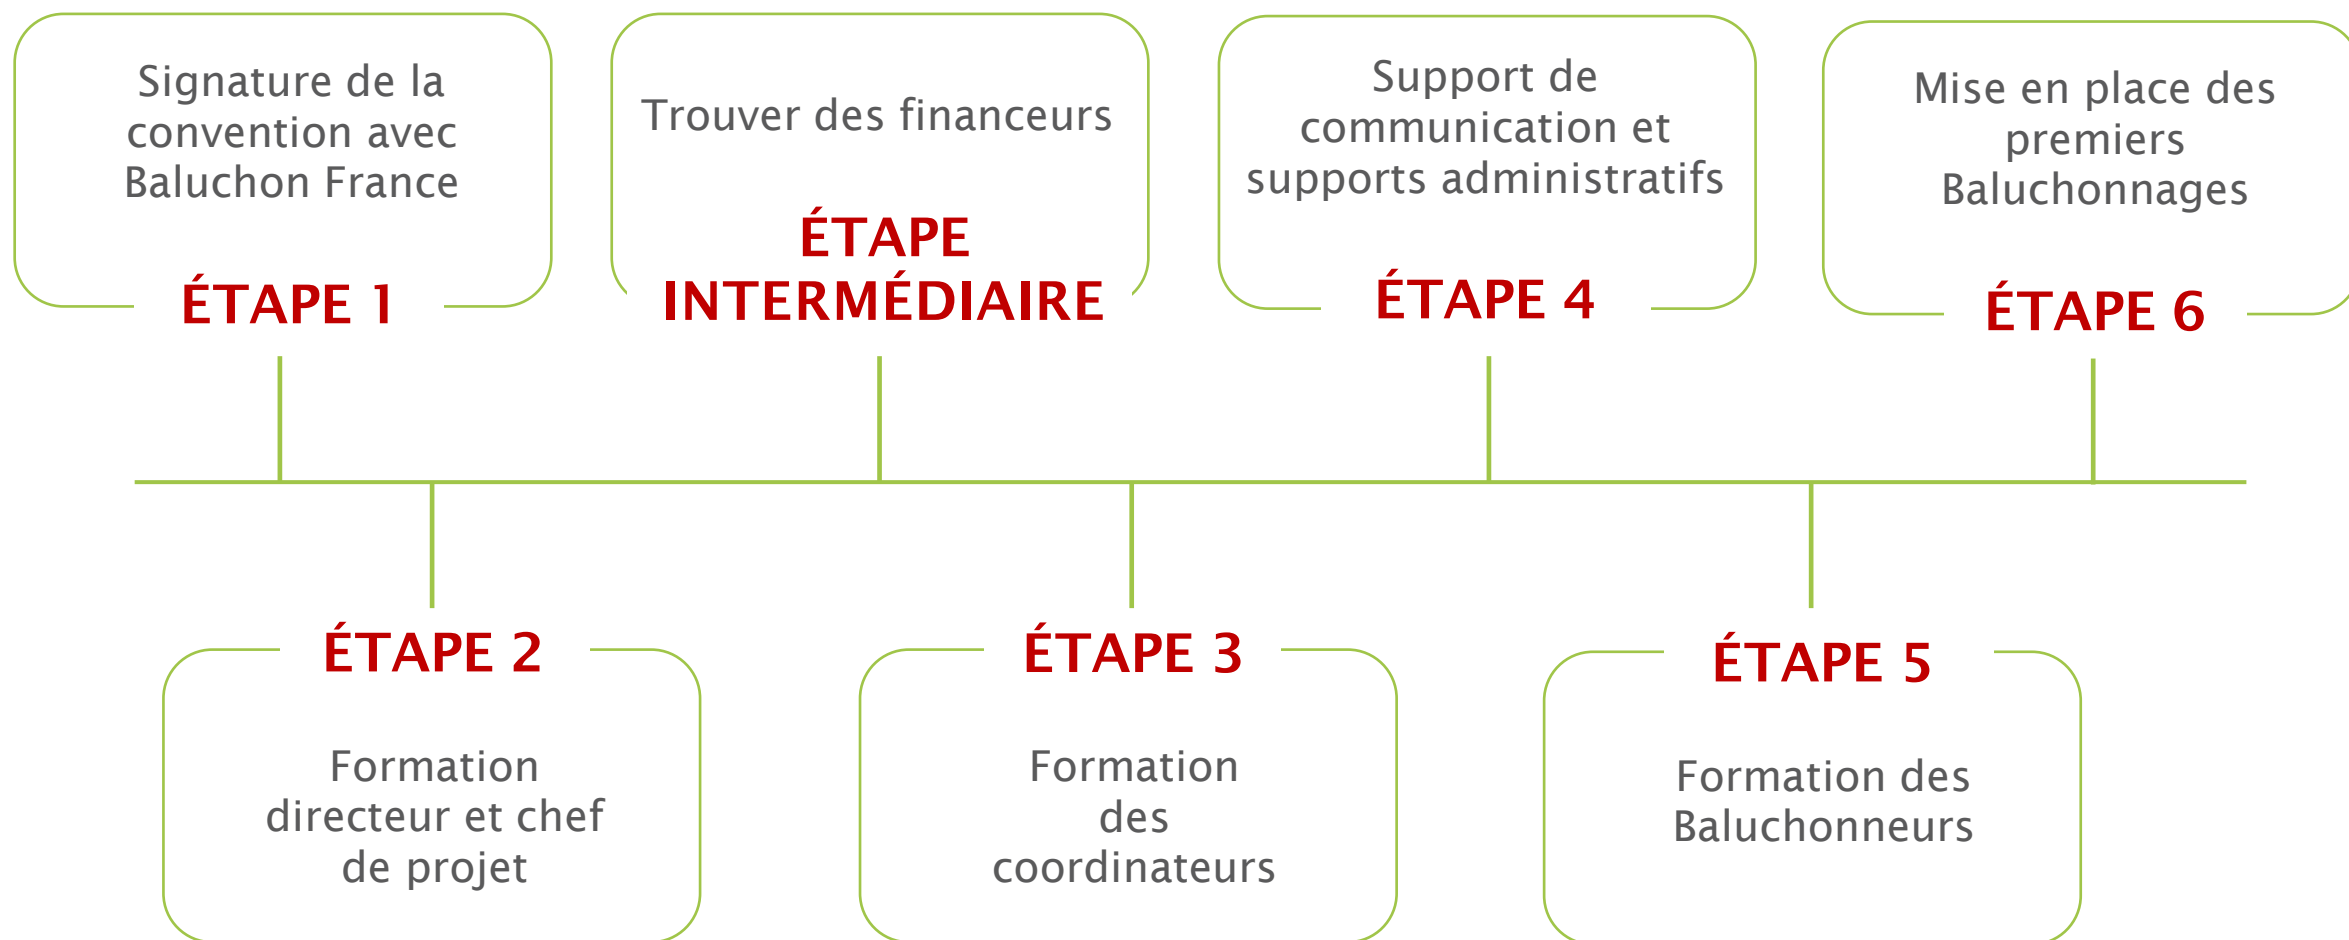 Signature de la
convention avec
Baluchon France
ÉTAPE 1
Formation
directeur et chef
de projet
ÉTAPE 2
Trouver des financeurs
ÉTAPE
INTERMÉDIAIRE
ÉTAPE 3
Formation
des
coordinateurs
Support de
communication et
supports administratifs
ÉTAPE 4
ÉTAPE 5
Formation des
Baluchonneurs
Mise en place des
premiers
Baluchonnages
ÉTAPE 6